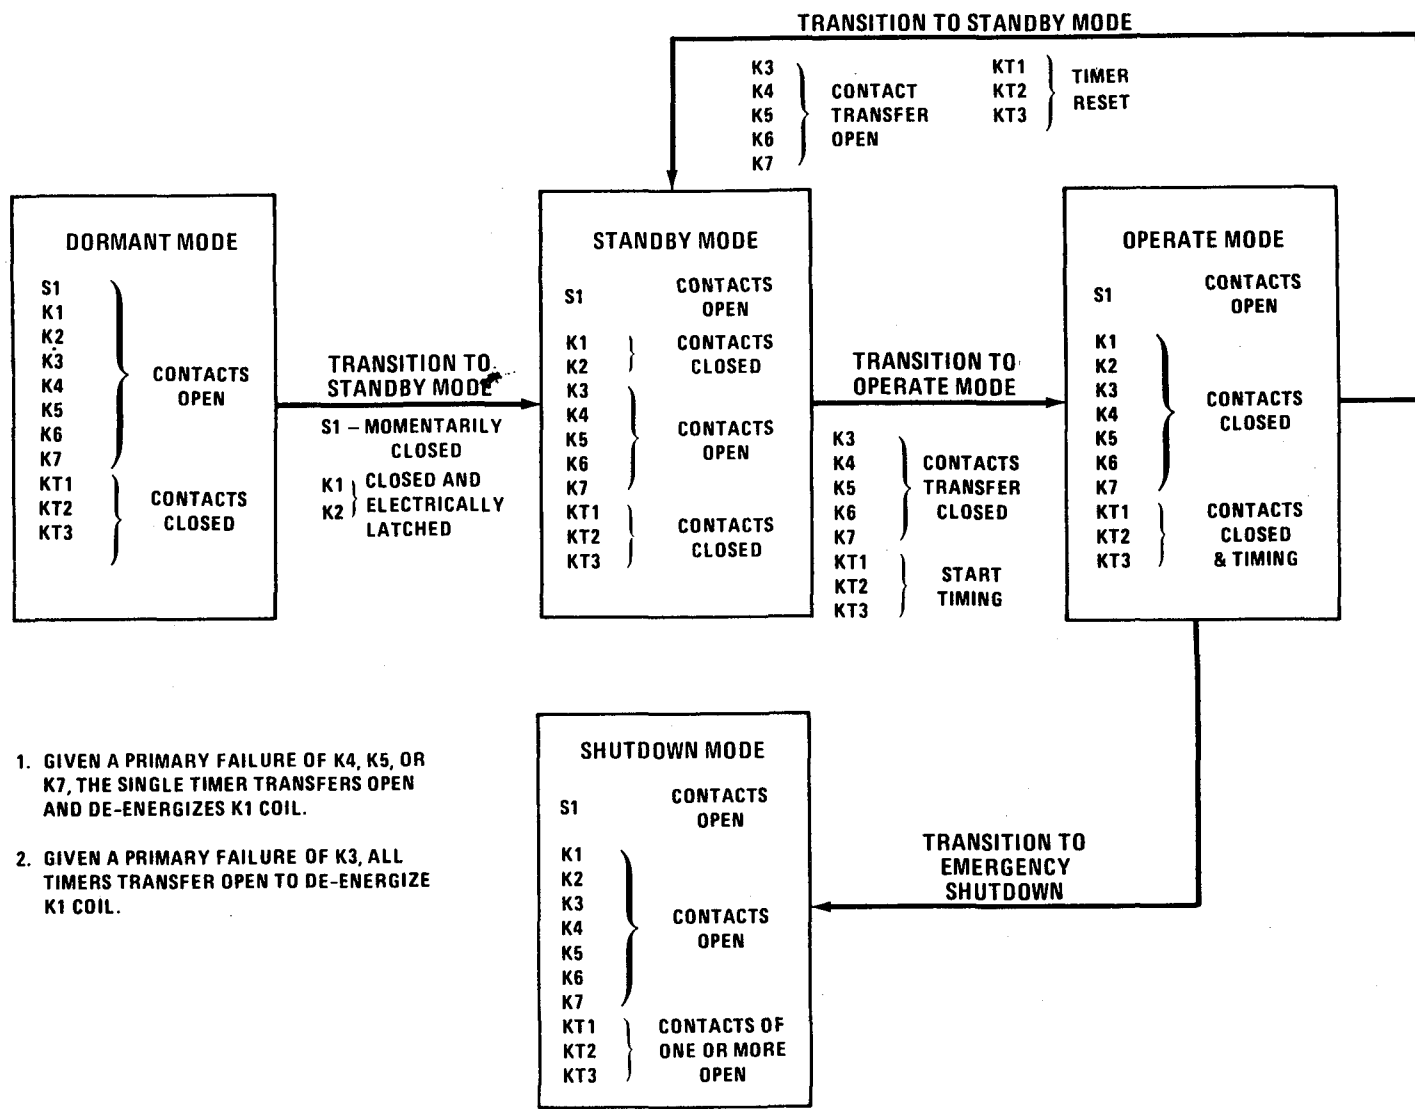 TRANSITION TO STANDBY MODE
K3
K4
K5
K6
K7
CONTACT
TRANSFER
OPEN
KT1
KT2
KT3
TIMER
RESET
DORMANT MODE
S1
K1
K2
K3
K4
K5
K6
K7
CONTACTS
OPEN
KT1
KT2
KT3
CONTACTS
CLOSED
TRANSITION TO
STANDBY MODE
S1 – MOMENTARILY
CLOSED
K1
K2
CLOSED AND
ELECTRICALLY
LATCHED
STANDBY MODE
S1
CONTACTS
OPEN
K1
K2
CONTACTS
CLOSED
K3
K4
K5
K6
K7
CONTACTS
OPEN
KT1
KT2
KT3
CONTACTS
CLOSED
TRANSITION TO
OPERATE MODE
K3
K4
K5
K6
K7
CONTACTS
TRANSFER
CLOSED
KT1
KT2
KT3
START
TIMING
OPERATE MODE
S1
CONTACTS
OPEN
K1
K2
K3
K4
K5
K6
K7
CONTACTS
CLOSED
KT1
KT2
KT3
CONTACTS
CLOSED
& TIMING
1. GIVEN A PRIMARY FAILURE OF K4, K5, OR
K7, THE SINGLE TIMER TRANSFERS OPEN
AND DE-ENERGIZES K1 COIL.
2. GIVEN A PRIMARY FAILURE OF K3, ALL
TIMERS TRANSFER OPEN TO DE-ENERGIZE
K1 COIL.
SHUTDOWN MODE
S1
CONTACTS
OPEN
K1
K2
K3
K4
K5
K6
K7
CONTACTS
OPEN
KT1
KT2
KT3
CONTACTS OF
ONE OR MORE
OPEN
TRANSITION TO
EMERGENCY
SHUTDOWN